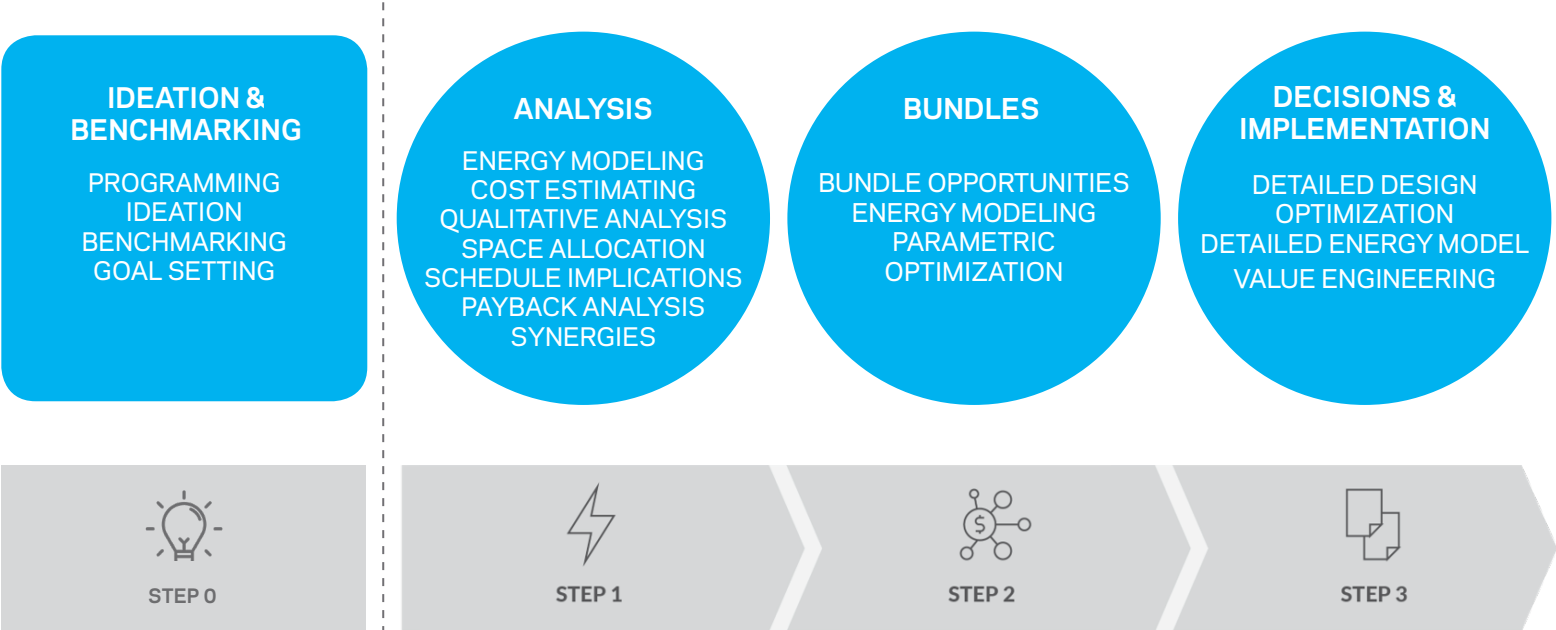 IDEATION &
BENCHMARKING
PROGRAMMING
IDEATION
BENCHMARKING
GOAL SETTING
ANALYSIS
ENERGY MODELING
COST ESTIMATING
QUALITATIVE ANALYSIS
SPACE ALLOCATION
SCHEDULE IMPLICATIONS
PAYBACK ANALYSIS
SYNERGIES
BUNDLES
BUNDLE OPPORTUNITIES
ENERGY MODELING
PARAMETRIC
OPTIMIZATION
DECISIONS &
IMPLEMENTATION
DETAILED DESIGN
OPTIMIZATION
DETAILED ENERGY MODEL
VALUE ENGINEERING
STEP 0
STEP 1
$
STEP 2
STEP 3